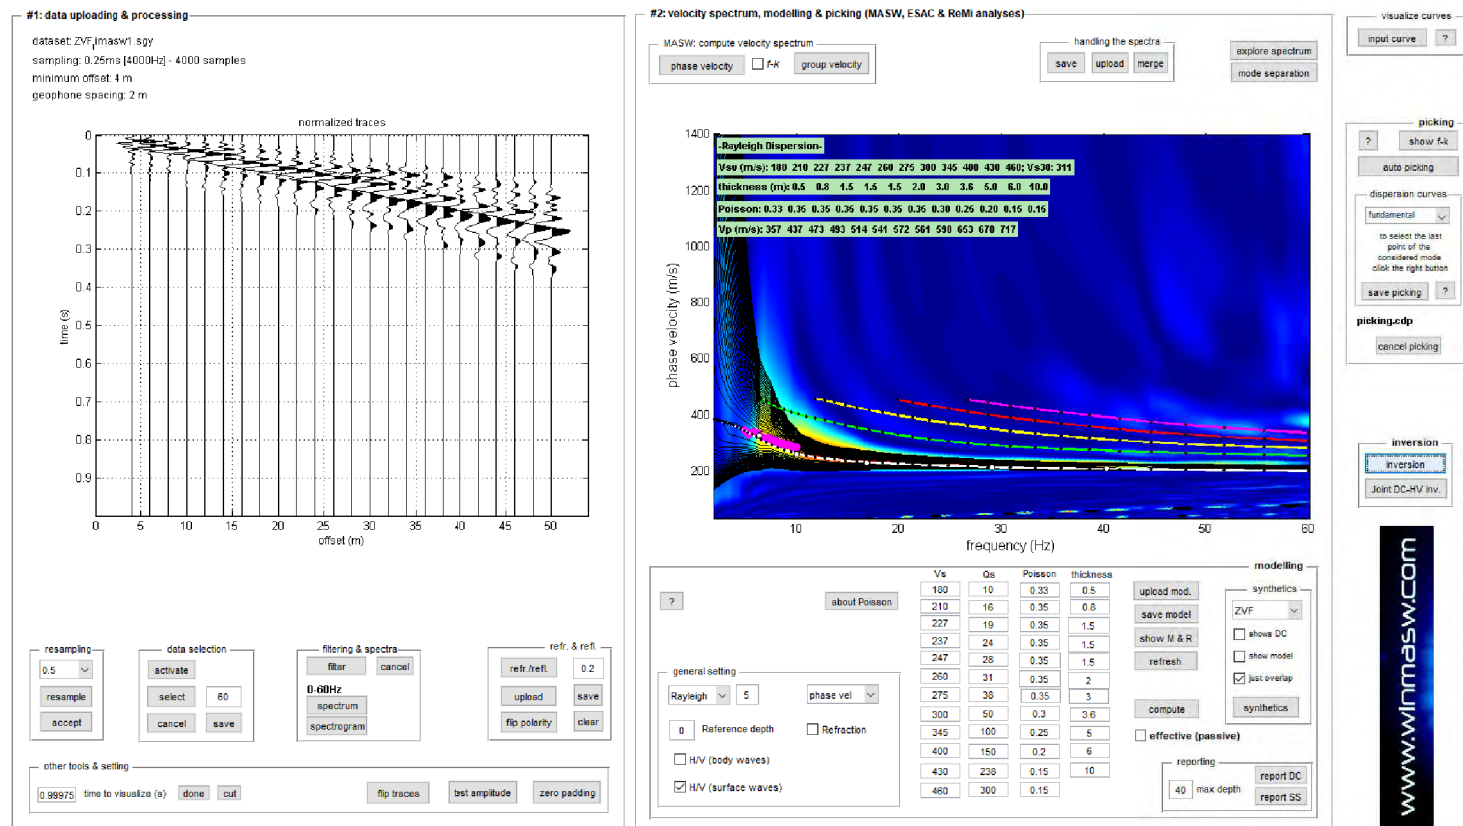 #1: data uploading & processing
dataset: ZVF_imasw1.sgy
sampling: 0.25ms [4000Hz] - 4000 samples
minimum offset: 4 m
geophone spacing: 2 m
normalized traces
0
0.1
0.2
0.3
0.4
0.5
0.6
0.7
0.8
0.9
time (s)
0 5 10 15 20 25 30 35 40 45 50
offset (m)
resampling
0.5
resample
accept
data selection
activate
select 60
cancel save
filtering & spectra
filter cancel
0-60Hz
spectrum
spectrogram
refr. & refl.
refr./refl. 0.2
upload save
flip polarity clear
other tools & setting
0.99975 time to visualize (s) done cut flip traces test amplitude zero padding
#2: velocity spectrum, modelling & picking (MASW, ESAC & ReMi analyses)
MASW: compute velocity spectrum
phase velocity f-k group velocity
handling the spectra
save upload merge
explore spectrum
mode separation
-Rayleigh Dispersion-
Vsv (m/s): 180 210 227 237 247 260 275 300 345 400 430 460; Vs30: 311
thickness (m): 0.5 0.8 1.5 1.5 1.5 2.0 3.0 3.6 5.0 6.0 10.0
Poisson: 0.33 0.35 0.35 0.35 0.35 0.35 0.35 0.30 0.25 0.20 0.15 0.15
Vp (m/s): 357 437 473 493 514 541 572 561 598 653 670 717
1400
1200
1000
800
600
400
200
phase velocity (m/s)
10 20 30 40 50 60
frequency (Hz)
modelling
?
about Poisson
general setting
Rayleigh 5 phase vel
0 Reference depth Refraction
H/V (body waves)
H/V (surface waves)
Vs Qs Poisson thickness
180 10 0.33 0.5
210 16 0.35 0.8
227 19 0.35 1.5
237 24 0.35 1.5
247 28 0.35 1.5
260 31 0.35 2
275 38 0.35 3
300 50 0.3 3.6
345 100 0.25 5
400 150 0.2 6
430 238 0.15 10
460 300 0.15
upload mod.
save model
show M & R
refresh
compute
effective (passive)
synthetics
ZVF
shows DC
show model
just overlap
synthetics
reporting
40 max depth
report DC
report SS
visualize curves
input curve ?
picking
? show f-k
auto picking
dispersion curves
fundamental
to select the last
point of the
considered mode
click the right button
save picking ?
picking.cdp
cancel picking
inversion
inversion
Joint DC-HV inv.
www.winmasw.com